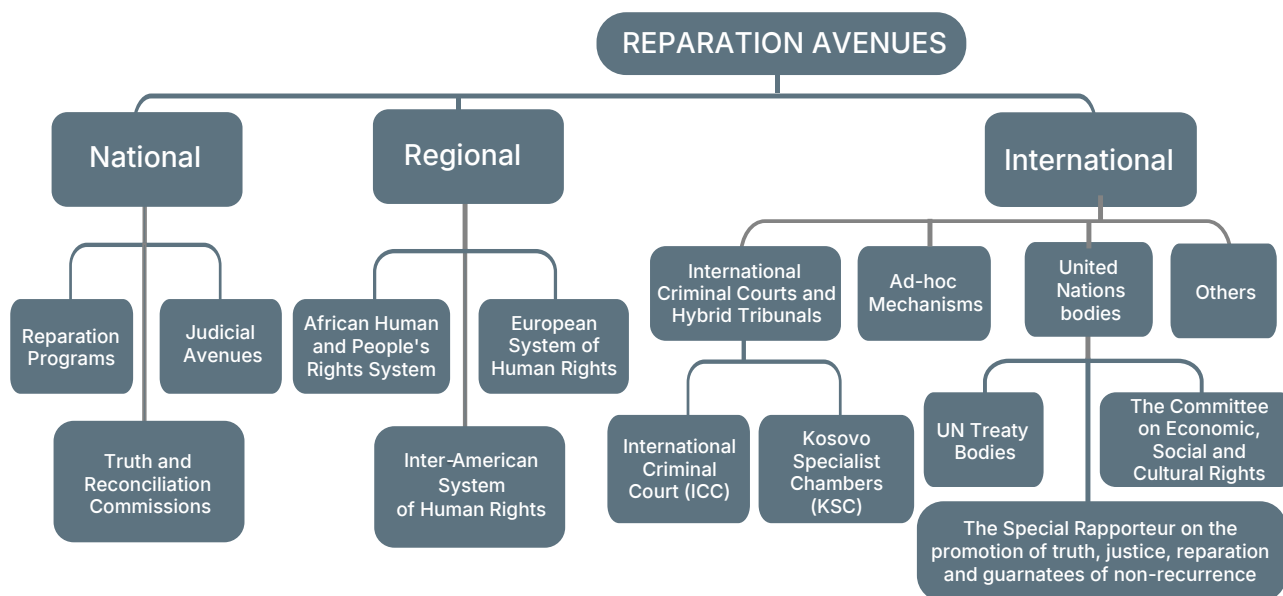 REPARATION AVENUES
National
Regional
International
Reparation
Programs
Judicial
Avenues
Truth and
Reconciliation
Commissions
African Human
and People's
Rights System
European
System of
Human Rights
Inter-American
System
of Human Rights
International
Criminal Courts and
Hybrid Tribunals
Ad-hoc
Mechanisms
United
Nations
bodies
Others
International
Criminal
Court (ICC)
Kosovo
Specialist
Chambers
(KSC)
UN Treaty
Bodies
The Committee
on Economic,
Social and
Cultural Rights
The Special Rapporteur on the
promotion of truth, justice, reparation
and guarnatees of non-recurrence